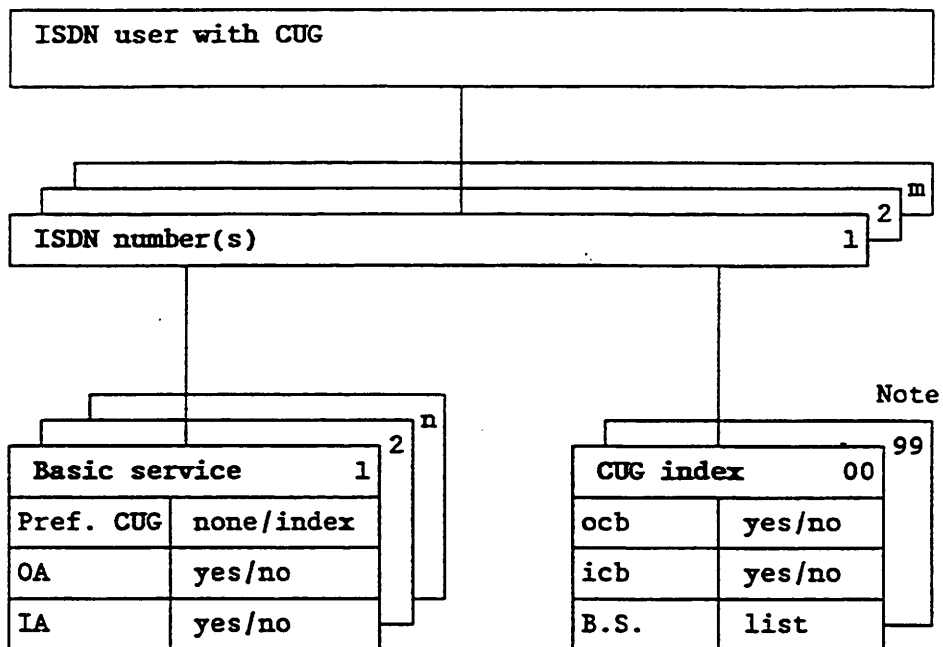 ISDN user with CUG
m
2
ISDN number(s) 1
Note
n
2
99
Basic service 1
CUG index 00
Pref. CUG none/index
ocb yes/no
OA yes/no
icb yes/no
IA yes/no
B.S. list